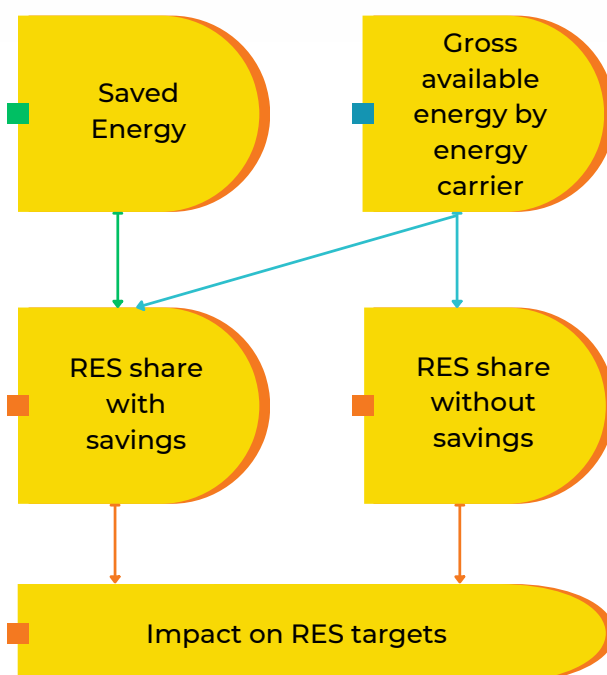 Saved
Energy
Gross
available
energy by
energy
carrier
RES share
with
savings
RES share
without
savings
Impact on RES targets